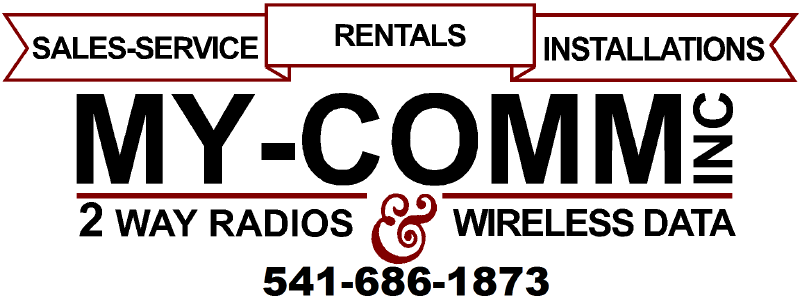 SALES-SERVICE RENTALS INSTALLATIONS
MY-COMM INC
2 WAY RADIOS & WIRELESS DATA
541-686-1873